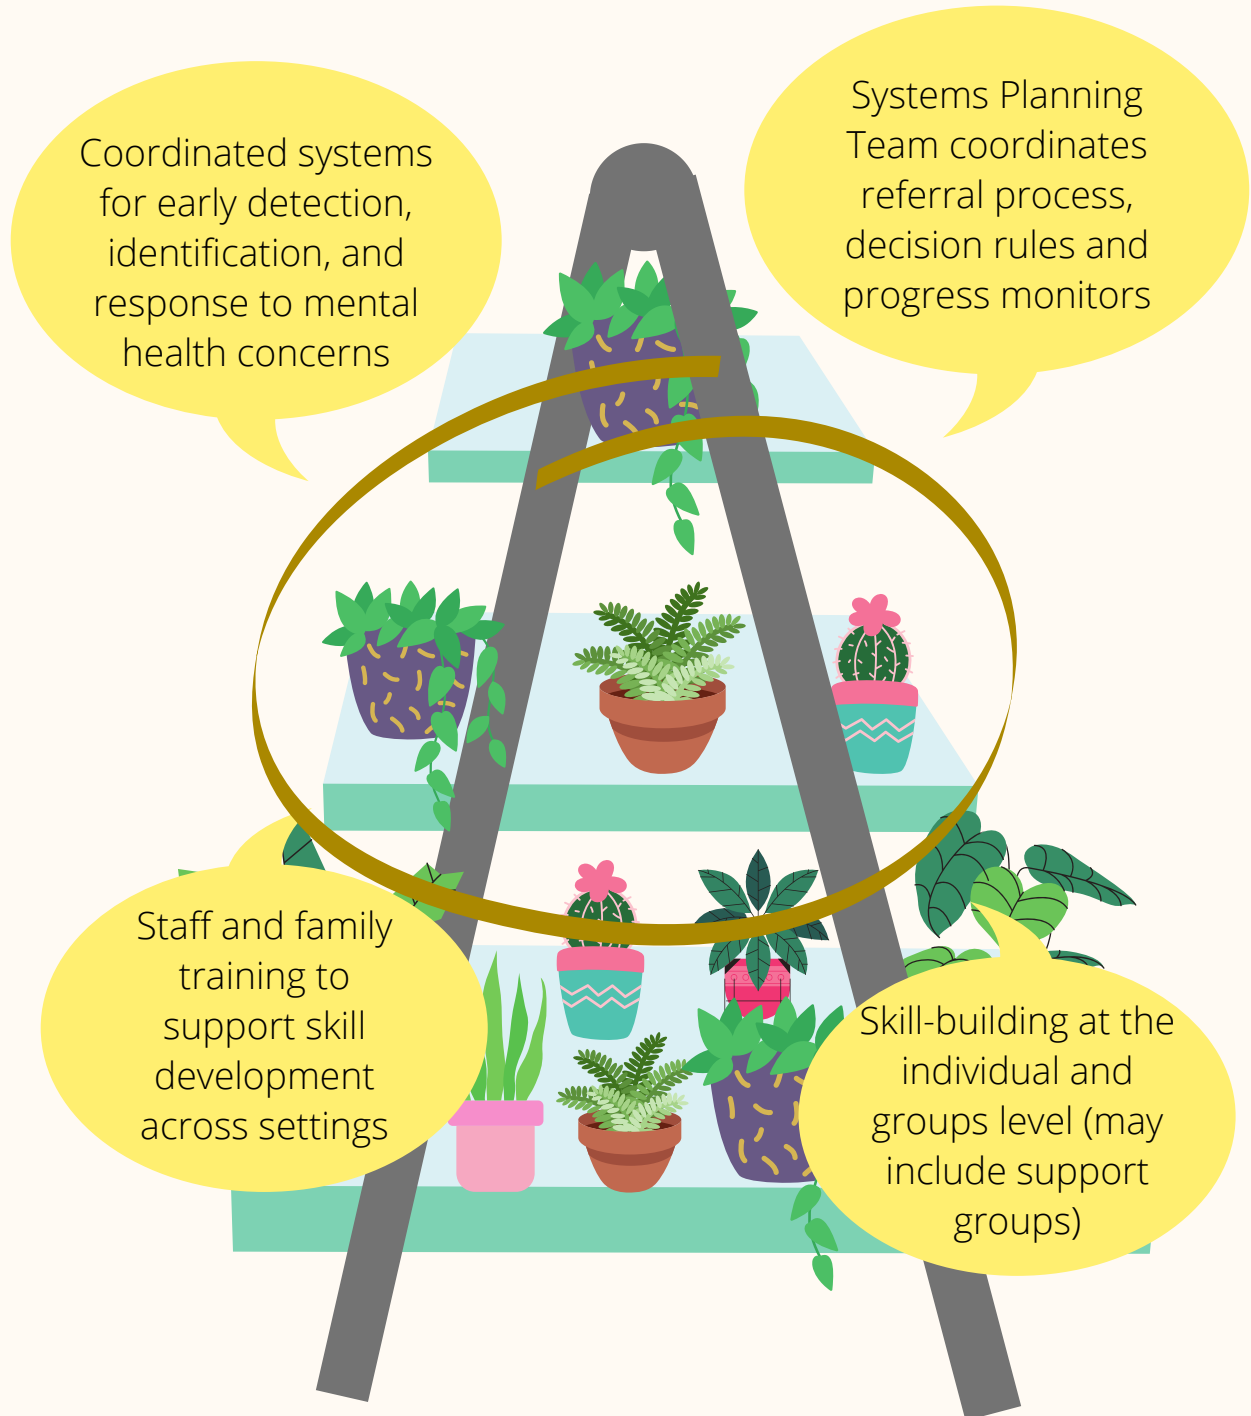 Coordinated systems
for early detection,
identification, and
response to mental
health concerns
Systems Planning
Team coordinates
referral process,
decision rules and
progress monitors
Staff and family
training to
support skill
development
across settings
Skill-building at the
individual and
groups level (may
include support
groups)